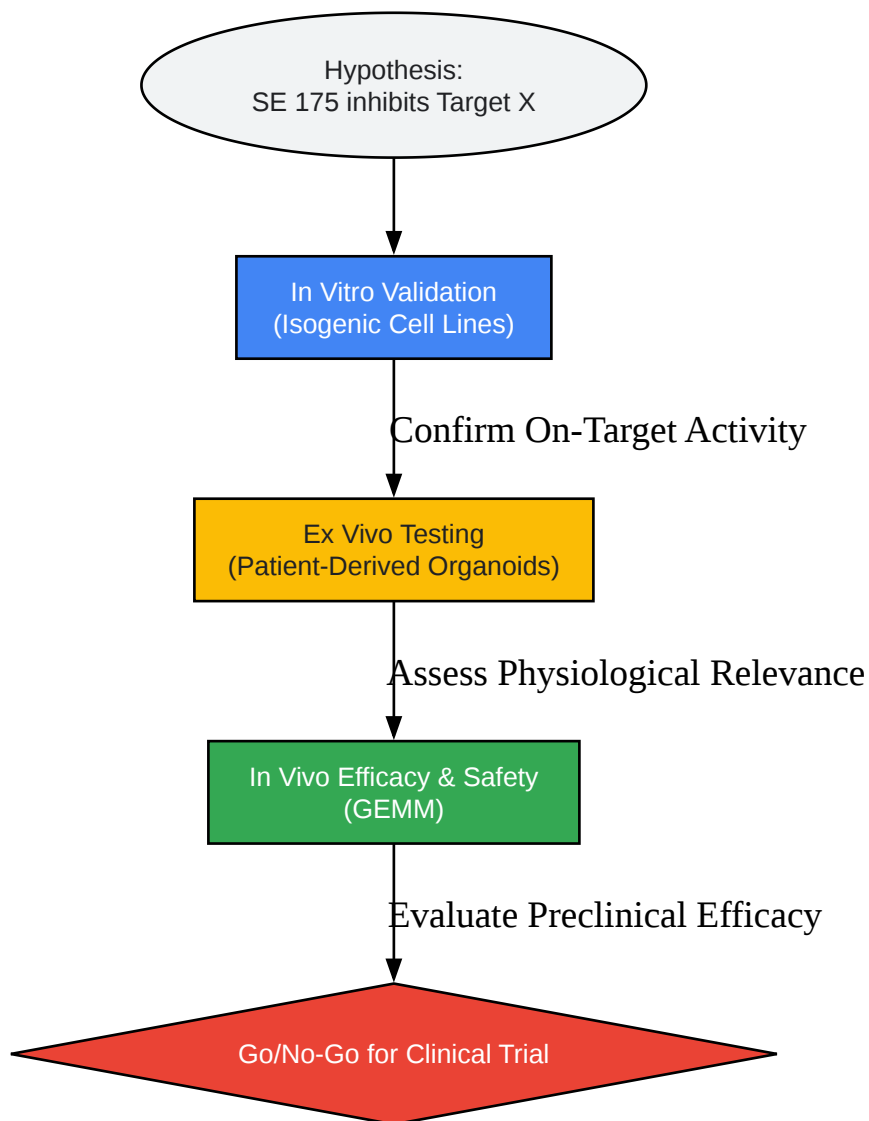 Hypothesis:
SE 175 inhibits Target X
In Vitro Validation
(Isogenic Cell Lines)
Confirm On-Target Activity
Ex Vivo Testing
(Patient-Derived Organoids)
Assess Physiological Relevance
In Vivo Efficacy & Safety
(GEMM)
Evaluate Preclinical Efficacy
Go/No-Go for Clinical Trial